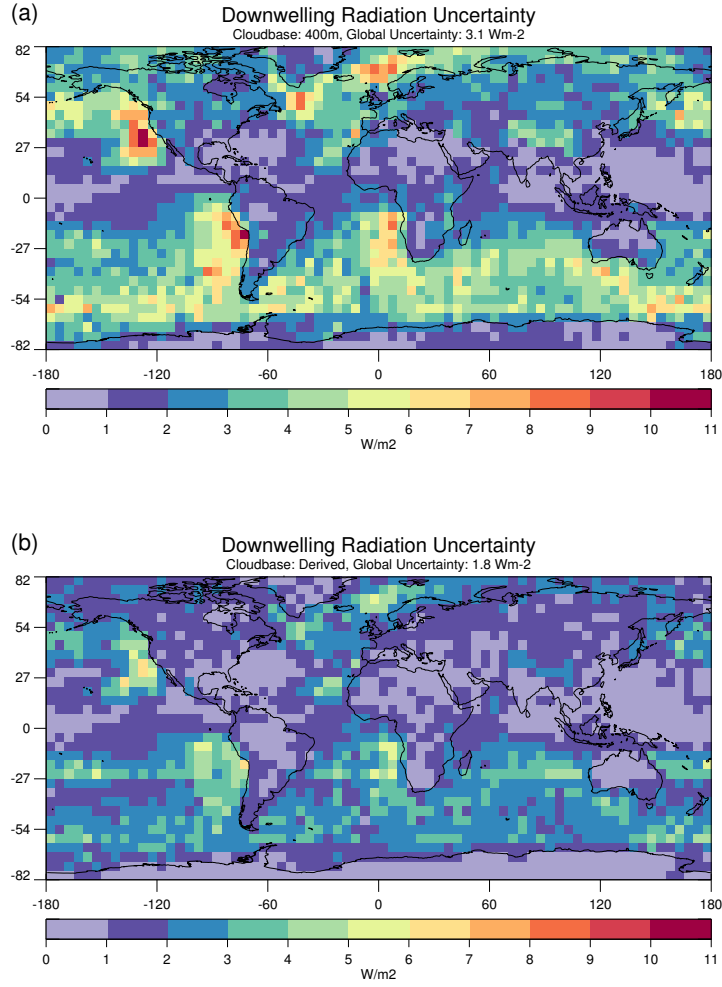 (a)
Downwelling Radiation Uncertainty
Cloudbase: 400m, Global Uncertainty: 3.1 Wm-2
82
54
27
0
-27
-54
-82
-180 -120 -60 0 60 120 180
0 1 2 3 4 5 6 7 8 9 10 11
W/m2
(b)
Downwelling Radiation Uncertainty
Cloudbase: Derived, Global Uncertainty: 1.8 Wm-2
82
54
27
0
-27
-54
-82
-180 -120 -60 0 60 120 180
0 1 2 3 4 5 6 7 8 9 10 11
W/m2